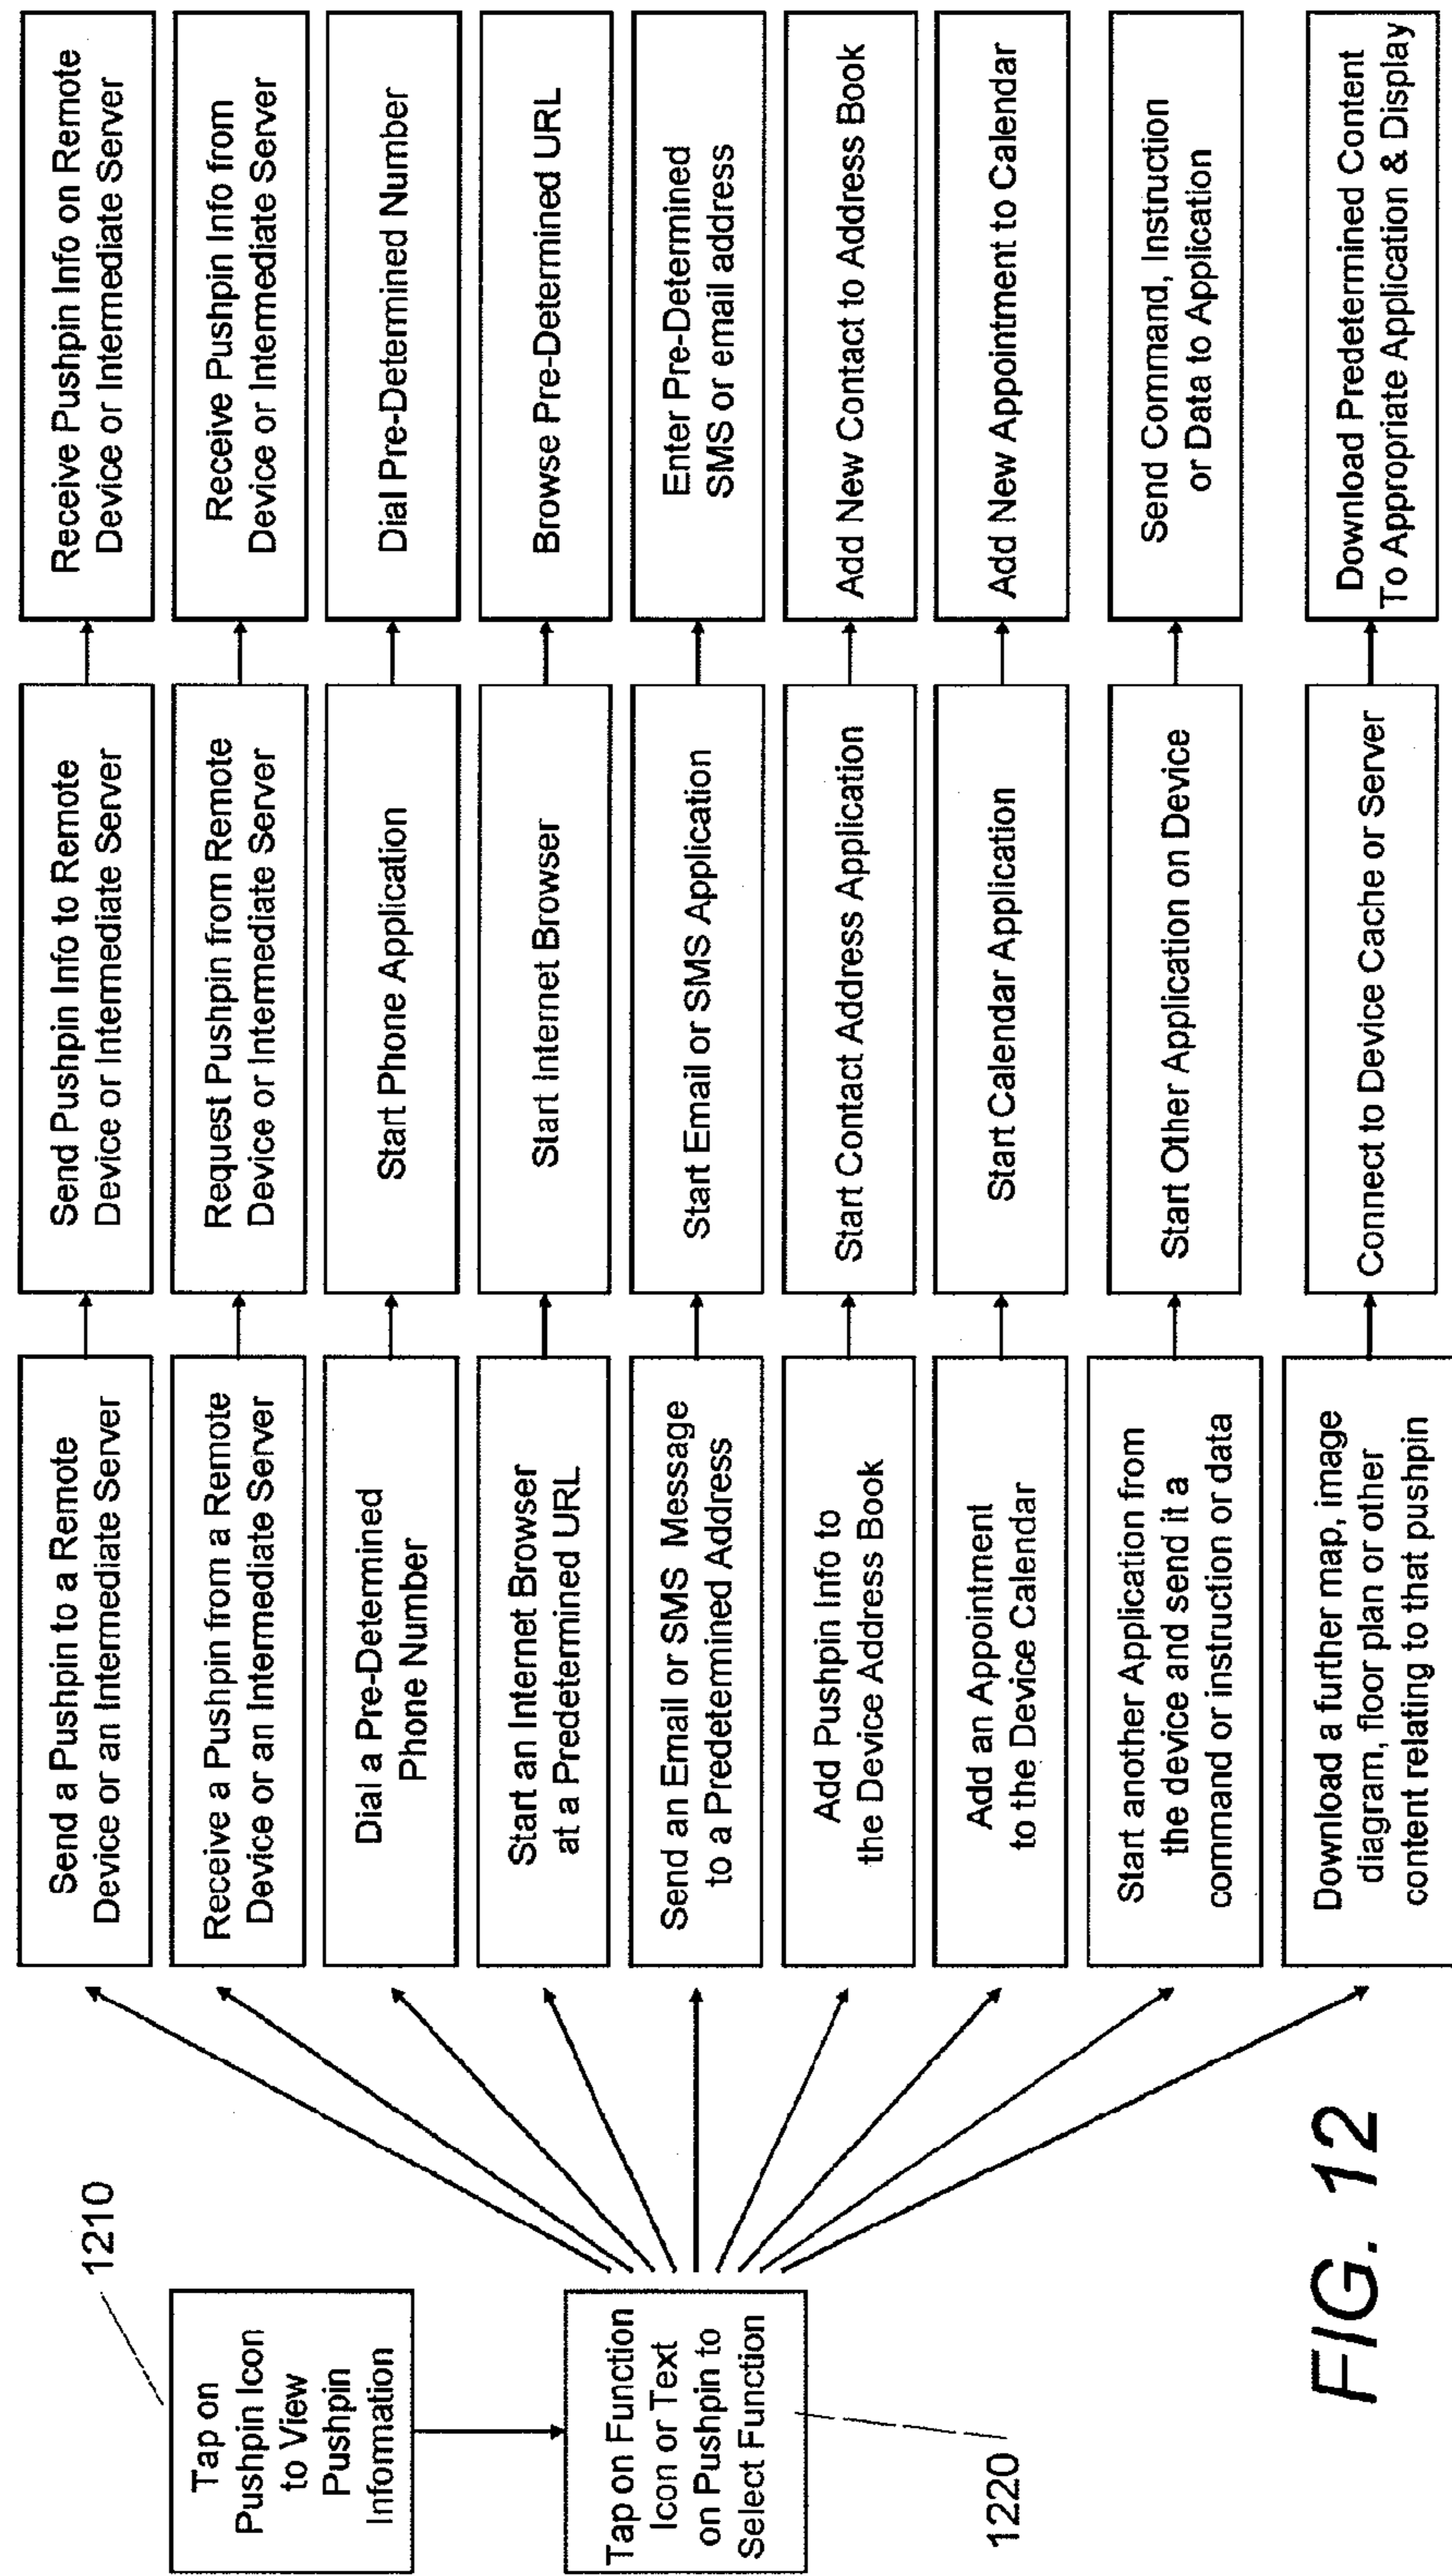 1210
Tap on
Pushpin Icon
to View
Pushpin
Information
Tap on Function
Icon or Text
on Pushpin to
Select Function
1220
Send a Pushpin to a Remote
Device or an Intermediate Server
Send Pushpin Info to Remote
Device or Intermediate Server
Receive Pushpin Info on Remote
Device or Intermediate Server
Receive a Pushpin from a Remote
Device or an Intermediate Server
Request Pushpin from Remote
Device or Intermediate Server
Receive Pushpin Info from
Device or Intermediate Server
Dial a Pre-Determined
Phone Number
Start Phone Application
Dial Pre-Determined Number
Start an Internet Browser
at a Predetermined URL
Start Internet Browser
Browse Pre-Determined URL
Send an Email or SMS Message
to a Predetermined Address
Start Email or SMS Application
Enter Pre-Determined
SMS or email address
Add Pushpin Info to
the Device Address Book
Start Contact Address Application
Add New Contact to Address Book
Add an Appointment
to the Device Calendar
Start Calendar Application
Add New Appointment to Calendar
Start another Application from
the device and send it a
command or instruction or data
Start Other Application on Device
Send Command, Instruction
or Data to Application
Download a further map, image
diagram, floor plan or other
content relating to that pushpin
Connect to Device Cache or Server
Download Predetermined Content
To Appropriate Application & Display
FIG. 12